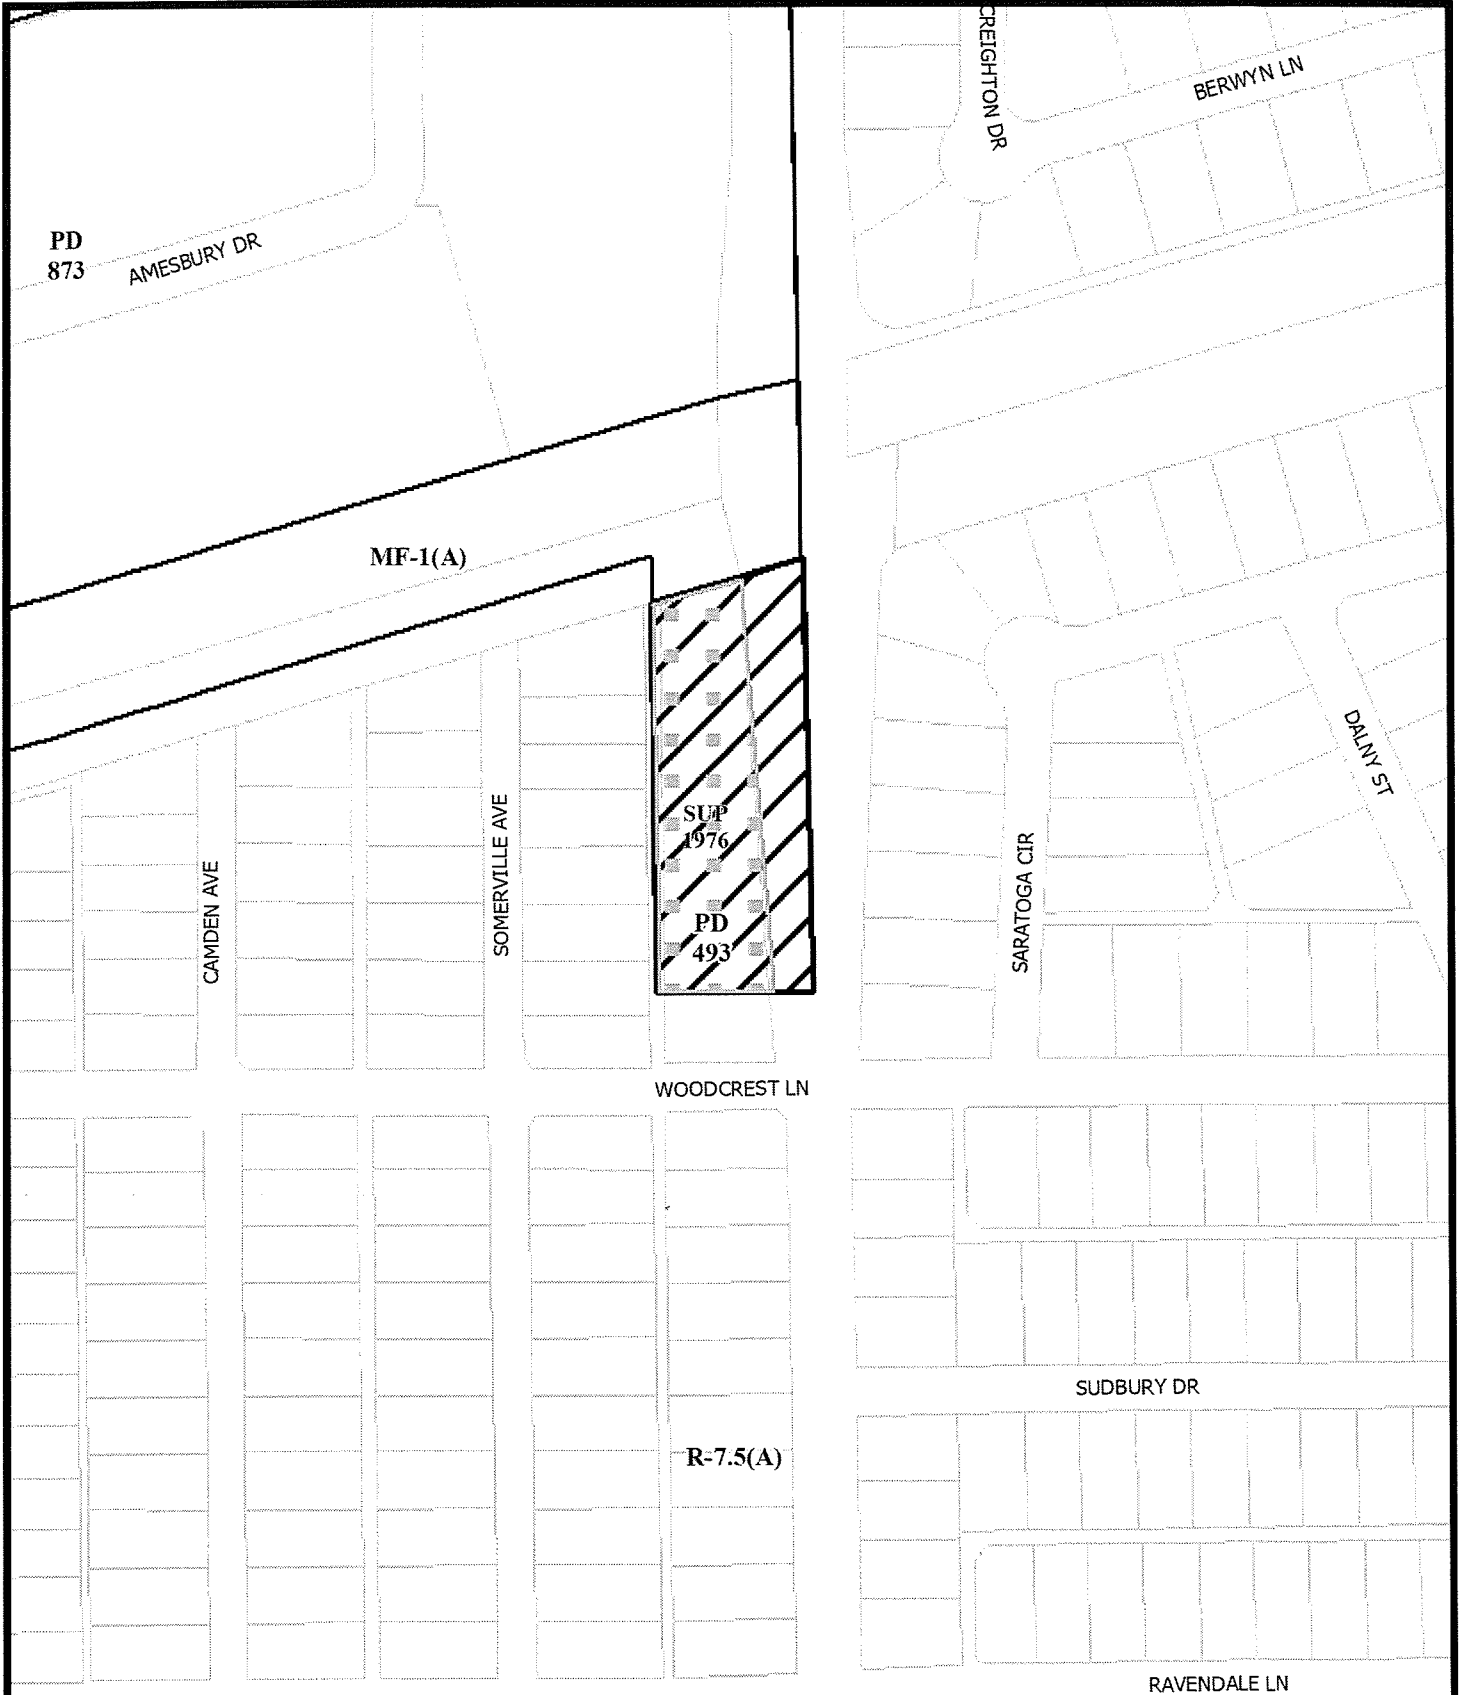 CREIGHTON DR
BERWYN LN
PD
873
AMESBURY DR
MF-1(A)
DALNY ST
SUP
1976
SOMERVILLE AVE
CAMDEN AVE
SARATOGA CIR
PD
493
WOODCREST LN
SUDBURY DR
R-7.5(A)
RAVENDALE LN